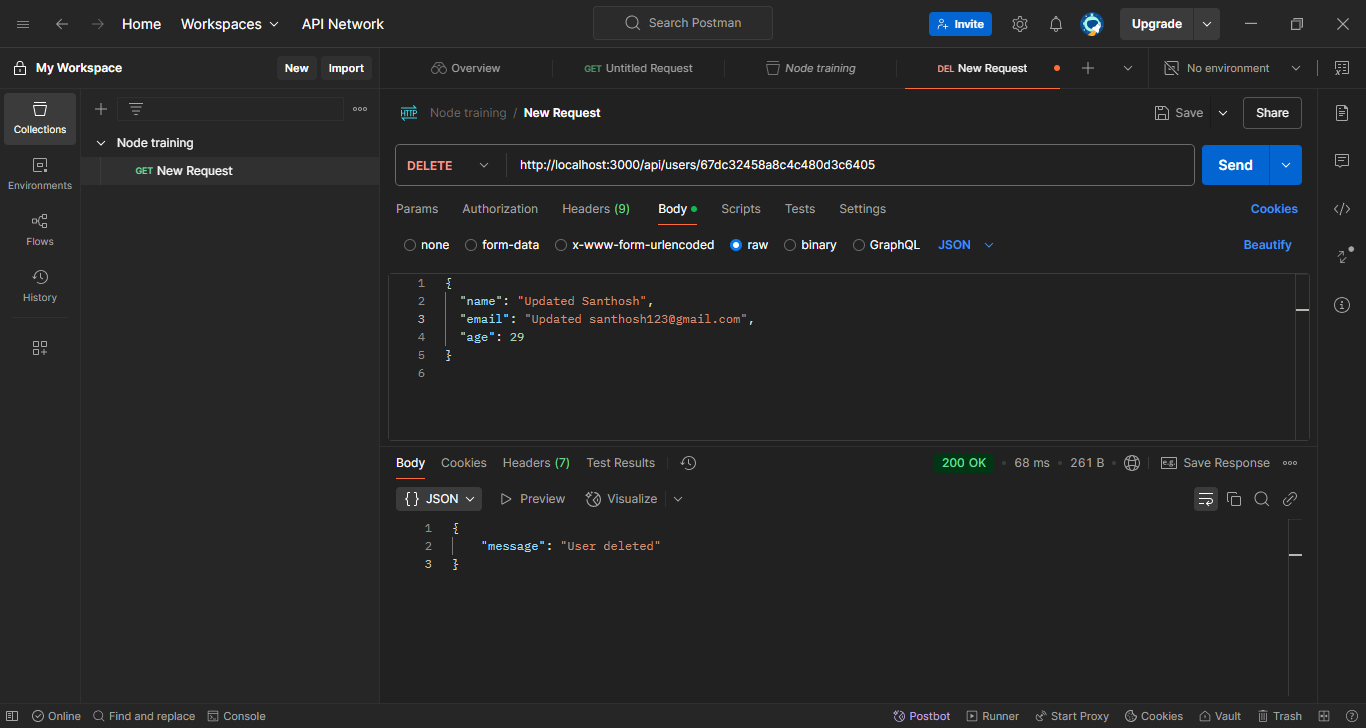 Home Workspaces API Network Search Postman Invite Upgrade
My Workspace New Import Overview GET Untitled Request Node training DEL New Request No environment
Collections
Environments
Flows
History
Node training
GET New Request
HTTP Node training / New Request Save Share
DELETE http://localhost:3000/api/users/67dc32458a8c4c480d3c6405 Send
Params Authorization Headers (9) Body Scripts Tests Settings Cookies
none form-data x-www-form-urlencoded raw binary GraphQL JSON Beautify
1 {
2 "name": "Updated Santhosh",
3 "email": "Updated santhosh123@gmail.com",
4 "age": 29
5 }
6
Body Cookies Headers (7) Test Results 200 OK 68 ms 261 B e.g. Save Response
{} JSON Preview Visualize
1 {
2 "message": "User deleted"
3 }
Online Find and replace Console Postbot Runner Start Proxy Cookies Vault Trash